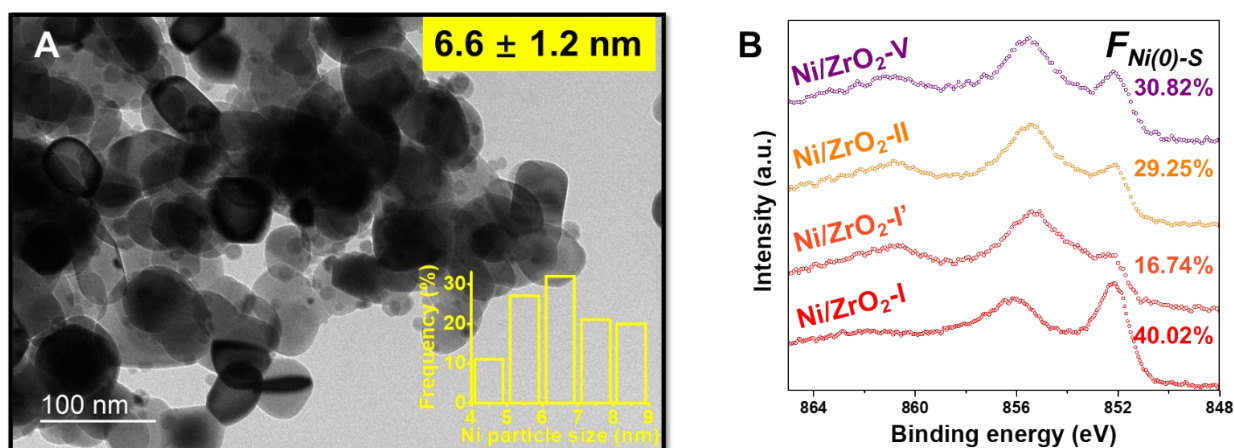 A
6.6 ± 1.2 nm
100 nm
Frequency (%)
30
20
10
0
4 5 6 7 8 9
Ni particle size (nm)
B
F Ni(0)-S
Ni/ZrO₂-V
30.82%
Ni/ZrO₂-II
29.25%
Ni/ZrO₂-I’
16.74%
Ni/ZrO₂-I
40.02%
Intensity (a.u.)
864 860 856 852 848
Binding energy (eV)